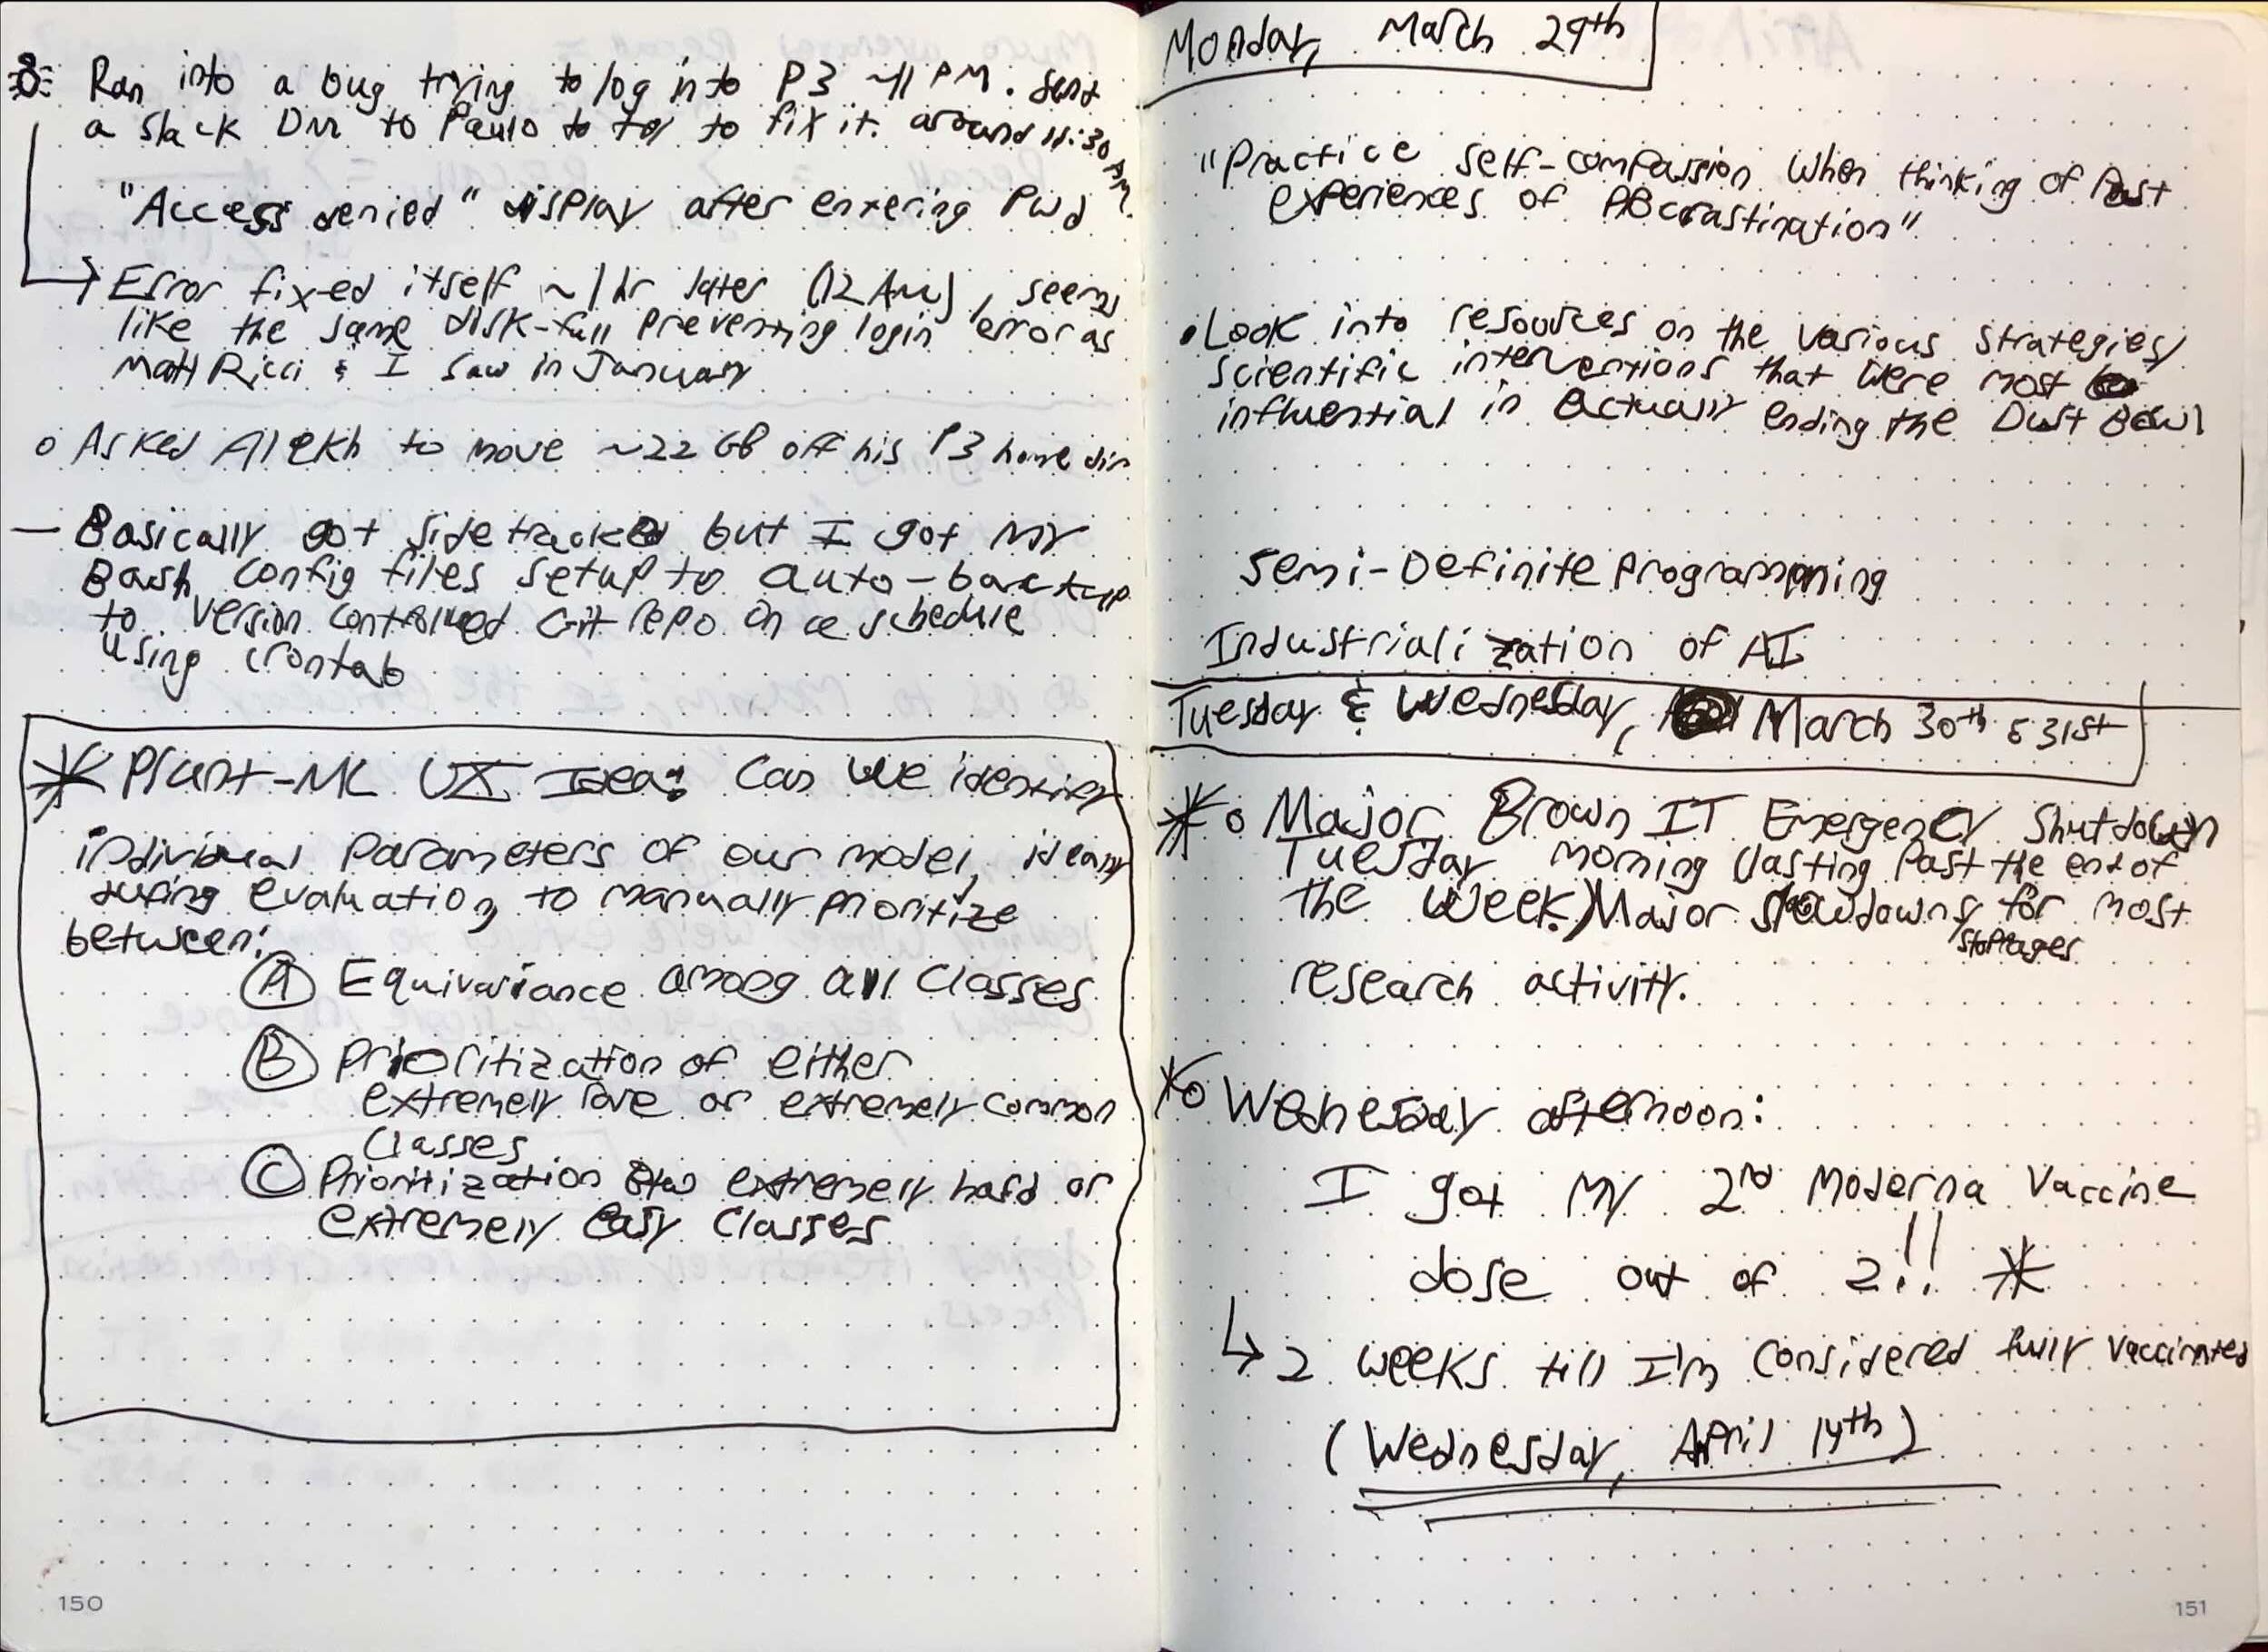 Ran into a bug trying to log into P3 ~11 PM. Sent
a slack DM to Paulo to try to fix it. around 11:30 PM.
"Access denied" display after entering Pwd
→ Error fixed itself ~1hr later (12 AM), seems
like the same disk-full preventing login error as
Matt Ricci & I saw in January
o Asked Alekh to move ~22 GB off his P3 home dir
— Basically got sidetracked but I got my
Bash config files setup to auto-backup
to version controlled Git repo on a schedule
using crontab
* Plant-ML UX Idea: Can we identify
individual parameters of our model, ideally
during evaluation, to manually prioritize
between:
Ⓐ Equivariance among all classes
Ⓑ Prioritization of either
extremely rare or extremely common
classes
Ⓒ Prioritization btw extremely hard or
extremely easy classes
150
Monday, March 29th
"Practice self-compassion when thinking of past
experiences of procrastination"
• Look into resources on the various strategies/
scientific interventions that were most
influential in actually ending the Dust Bowl
Semi-Definite Programming
Industrialization of AI
Tuesday & Wednesday, March 30th & 31st
* o Major Brown IT Emergency Shutdown
Tuesday morning (lasting past the end of
the week.) Major slowdowns/ for most
stoppages
research activity.
* o Wednesday afternoon:
I got my 2nd Moderna Vaccine
dose out of 2!! *
↳ 2 weeks till I'm considered fully vaccinated
(Wednesday, April 14th)
151